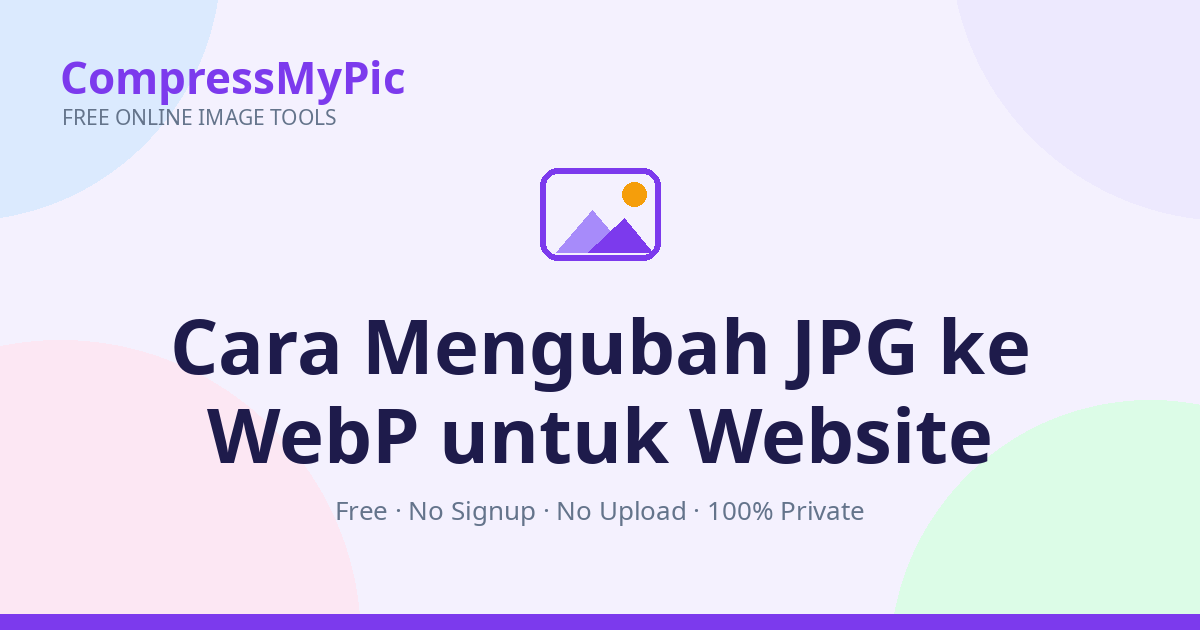 CompressMyPic
FREE ONLINE IMAGE TOOLS
Cara Mengubah JPG ke
WebP untuk Website
Free · No Signup · No Upload · 100% Private